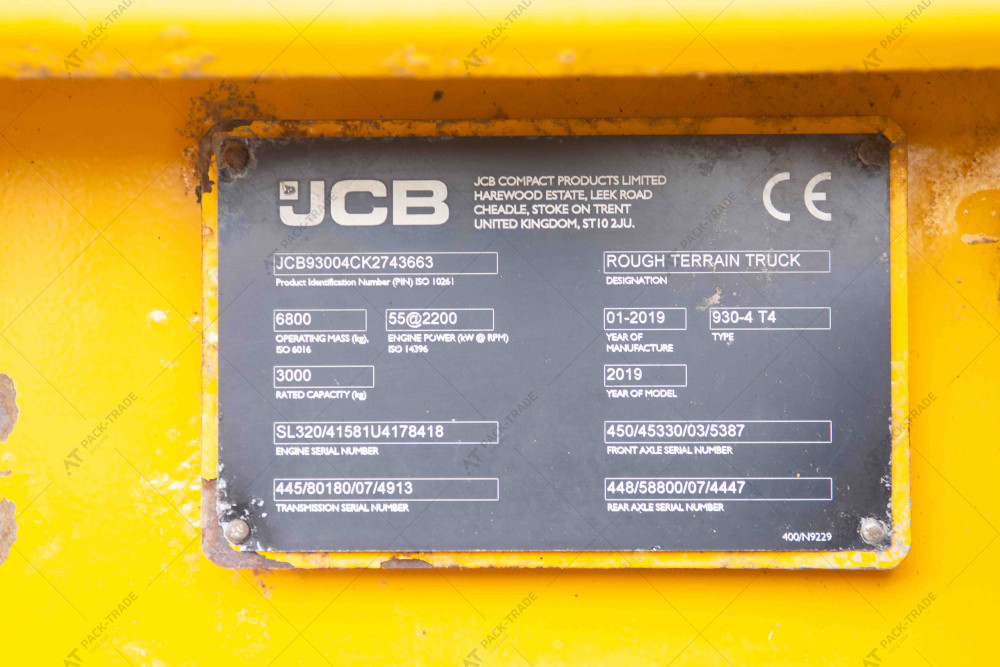 JCB
JCB COMPACT PRODUCTS LIMITED
HAREWOOD ESTATE, LEEK ROAD
CHEADLE, STOKE ON TRENT
UNITED KINGDOM, ST10 2JU.
CE
JCB93004CK2743663
Product Identification Number (PIN) ISO 10261
ROUGH TERRAIN TRUCK
DESIGNATION
6800
OPERATING MASS (kg),
ISO 6016
55@2200
ENGINE POWER (kW @ RPM)
ISO 14396
01-2019
YEAR OF
MANUFACTURE
930-4 T4
TYPE
3000
RATED CAPACITY (kg)
2019
YEAR OF MODEL
SL320/41581U4178418
ENGINE SERIAL NUMBER
450/45330/03/5387
FRONT AXLE SERIAL NUMBER
445/80180/07/4913
TRANSMISSION SERIAL NUMBER
448/58800/07/4447
REAR AXLE SERIAL NUMBER
400/N9229
AT PACK-TRADE